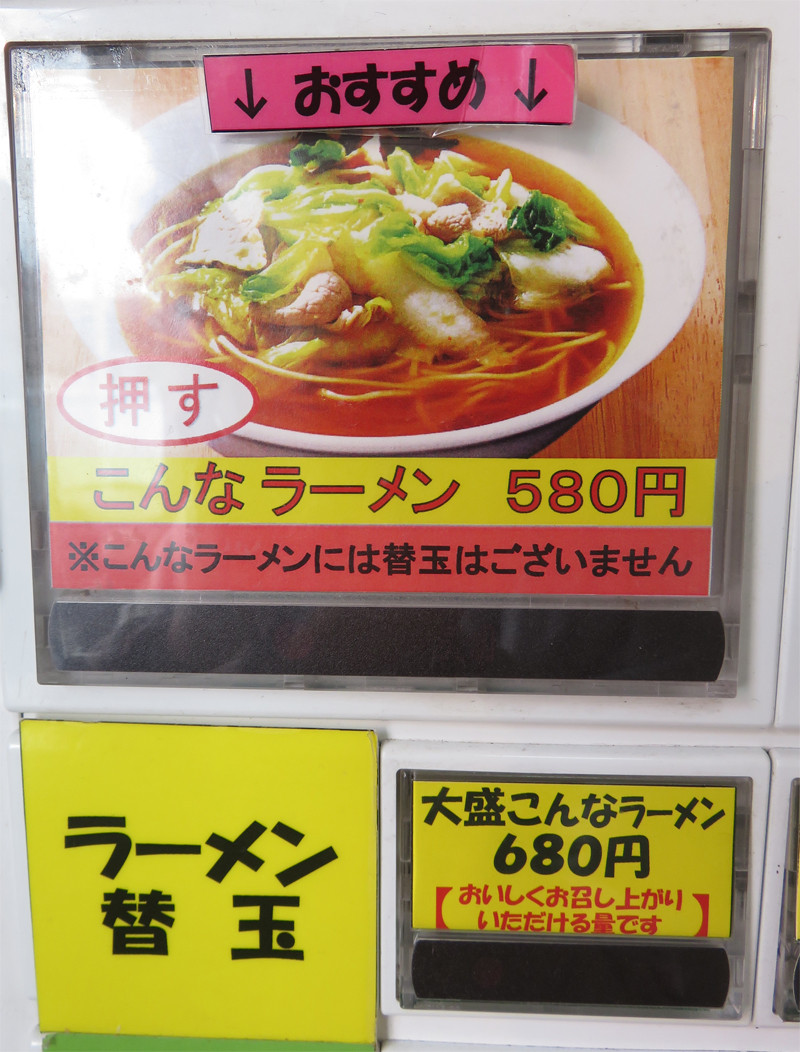 ↓ おすすめ ↓
押す
こんなラーメン 580円
※こんなラーメンには替玉はございません
ラーメン
替 玉
大盛こんなラーメン
680円
【おいしくお召し上がり
いただける量です】